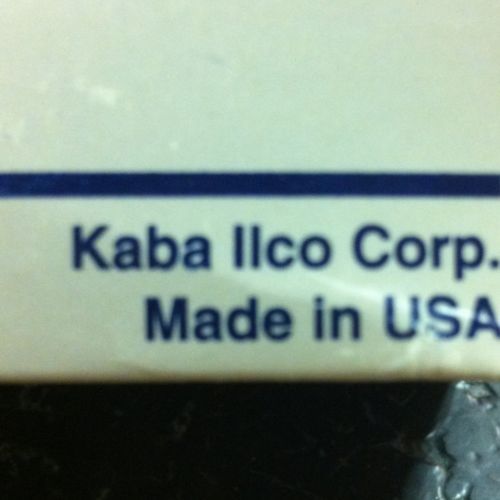 Kaba Ilco Corp.
Made in USA